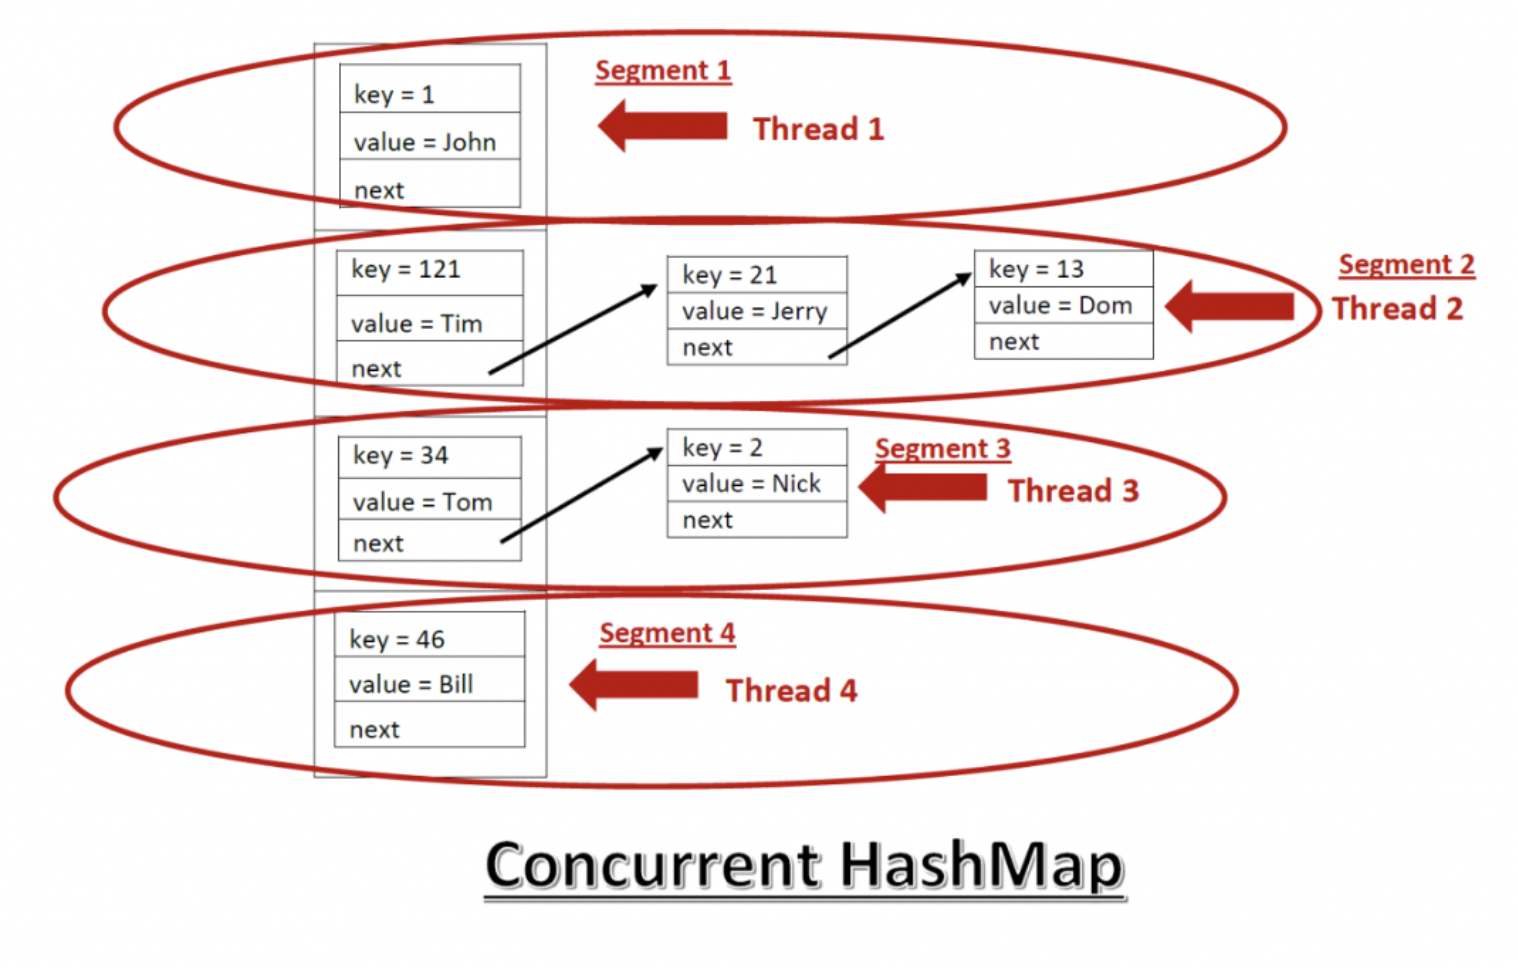 Segment 1
key = 1
value = John
Thread 1
next
key = 121
value = Tim
next
key = 21
value = Jerry
next
key = 13
value = Dom
next
Segment 2
Thread 2
key = 34
value = Tom
next
key = 2
value = Nick
next
Segment 3
Thread 3
key = 46
value = Bill
next
Segment 4
Thread 4
Concurrent HashMap